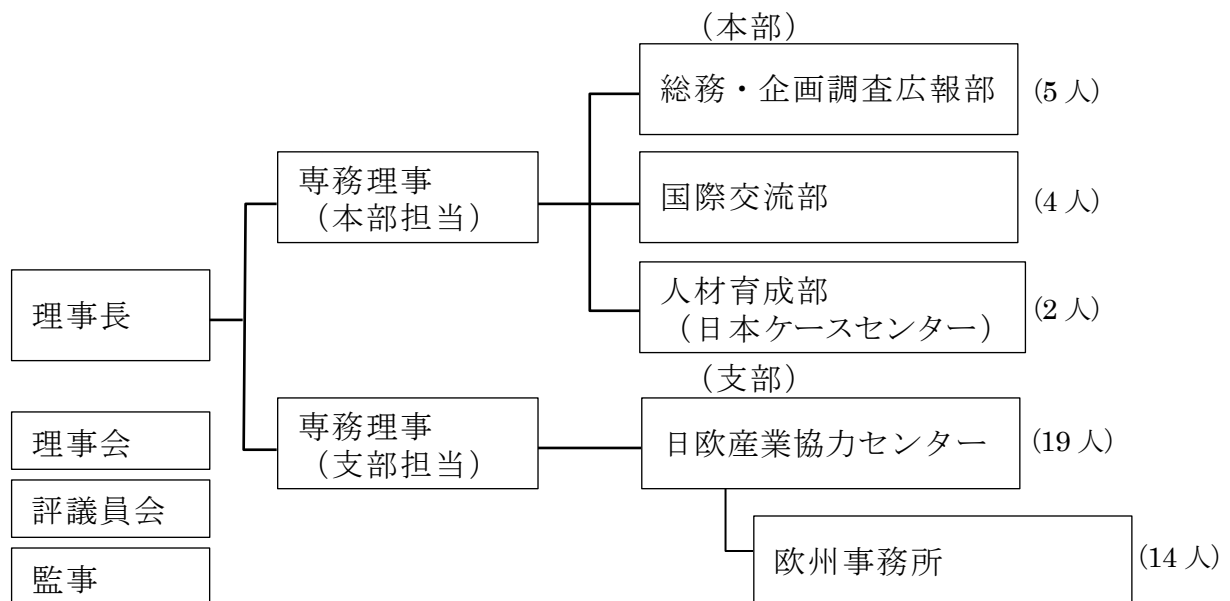 （本部）
総務・企画調査広報部 (5 人)
専務理事
（本部担当）
国際交流部 (4 人)
理事長
人材育成部
（日本ケースセンター） (2 人)
（支部）
専務理事
（支部担当）
日欧産業協力センター (19 人)
理事会
評議員会
監事
欧州事務所 (14 人)